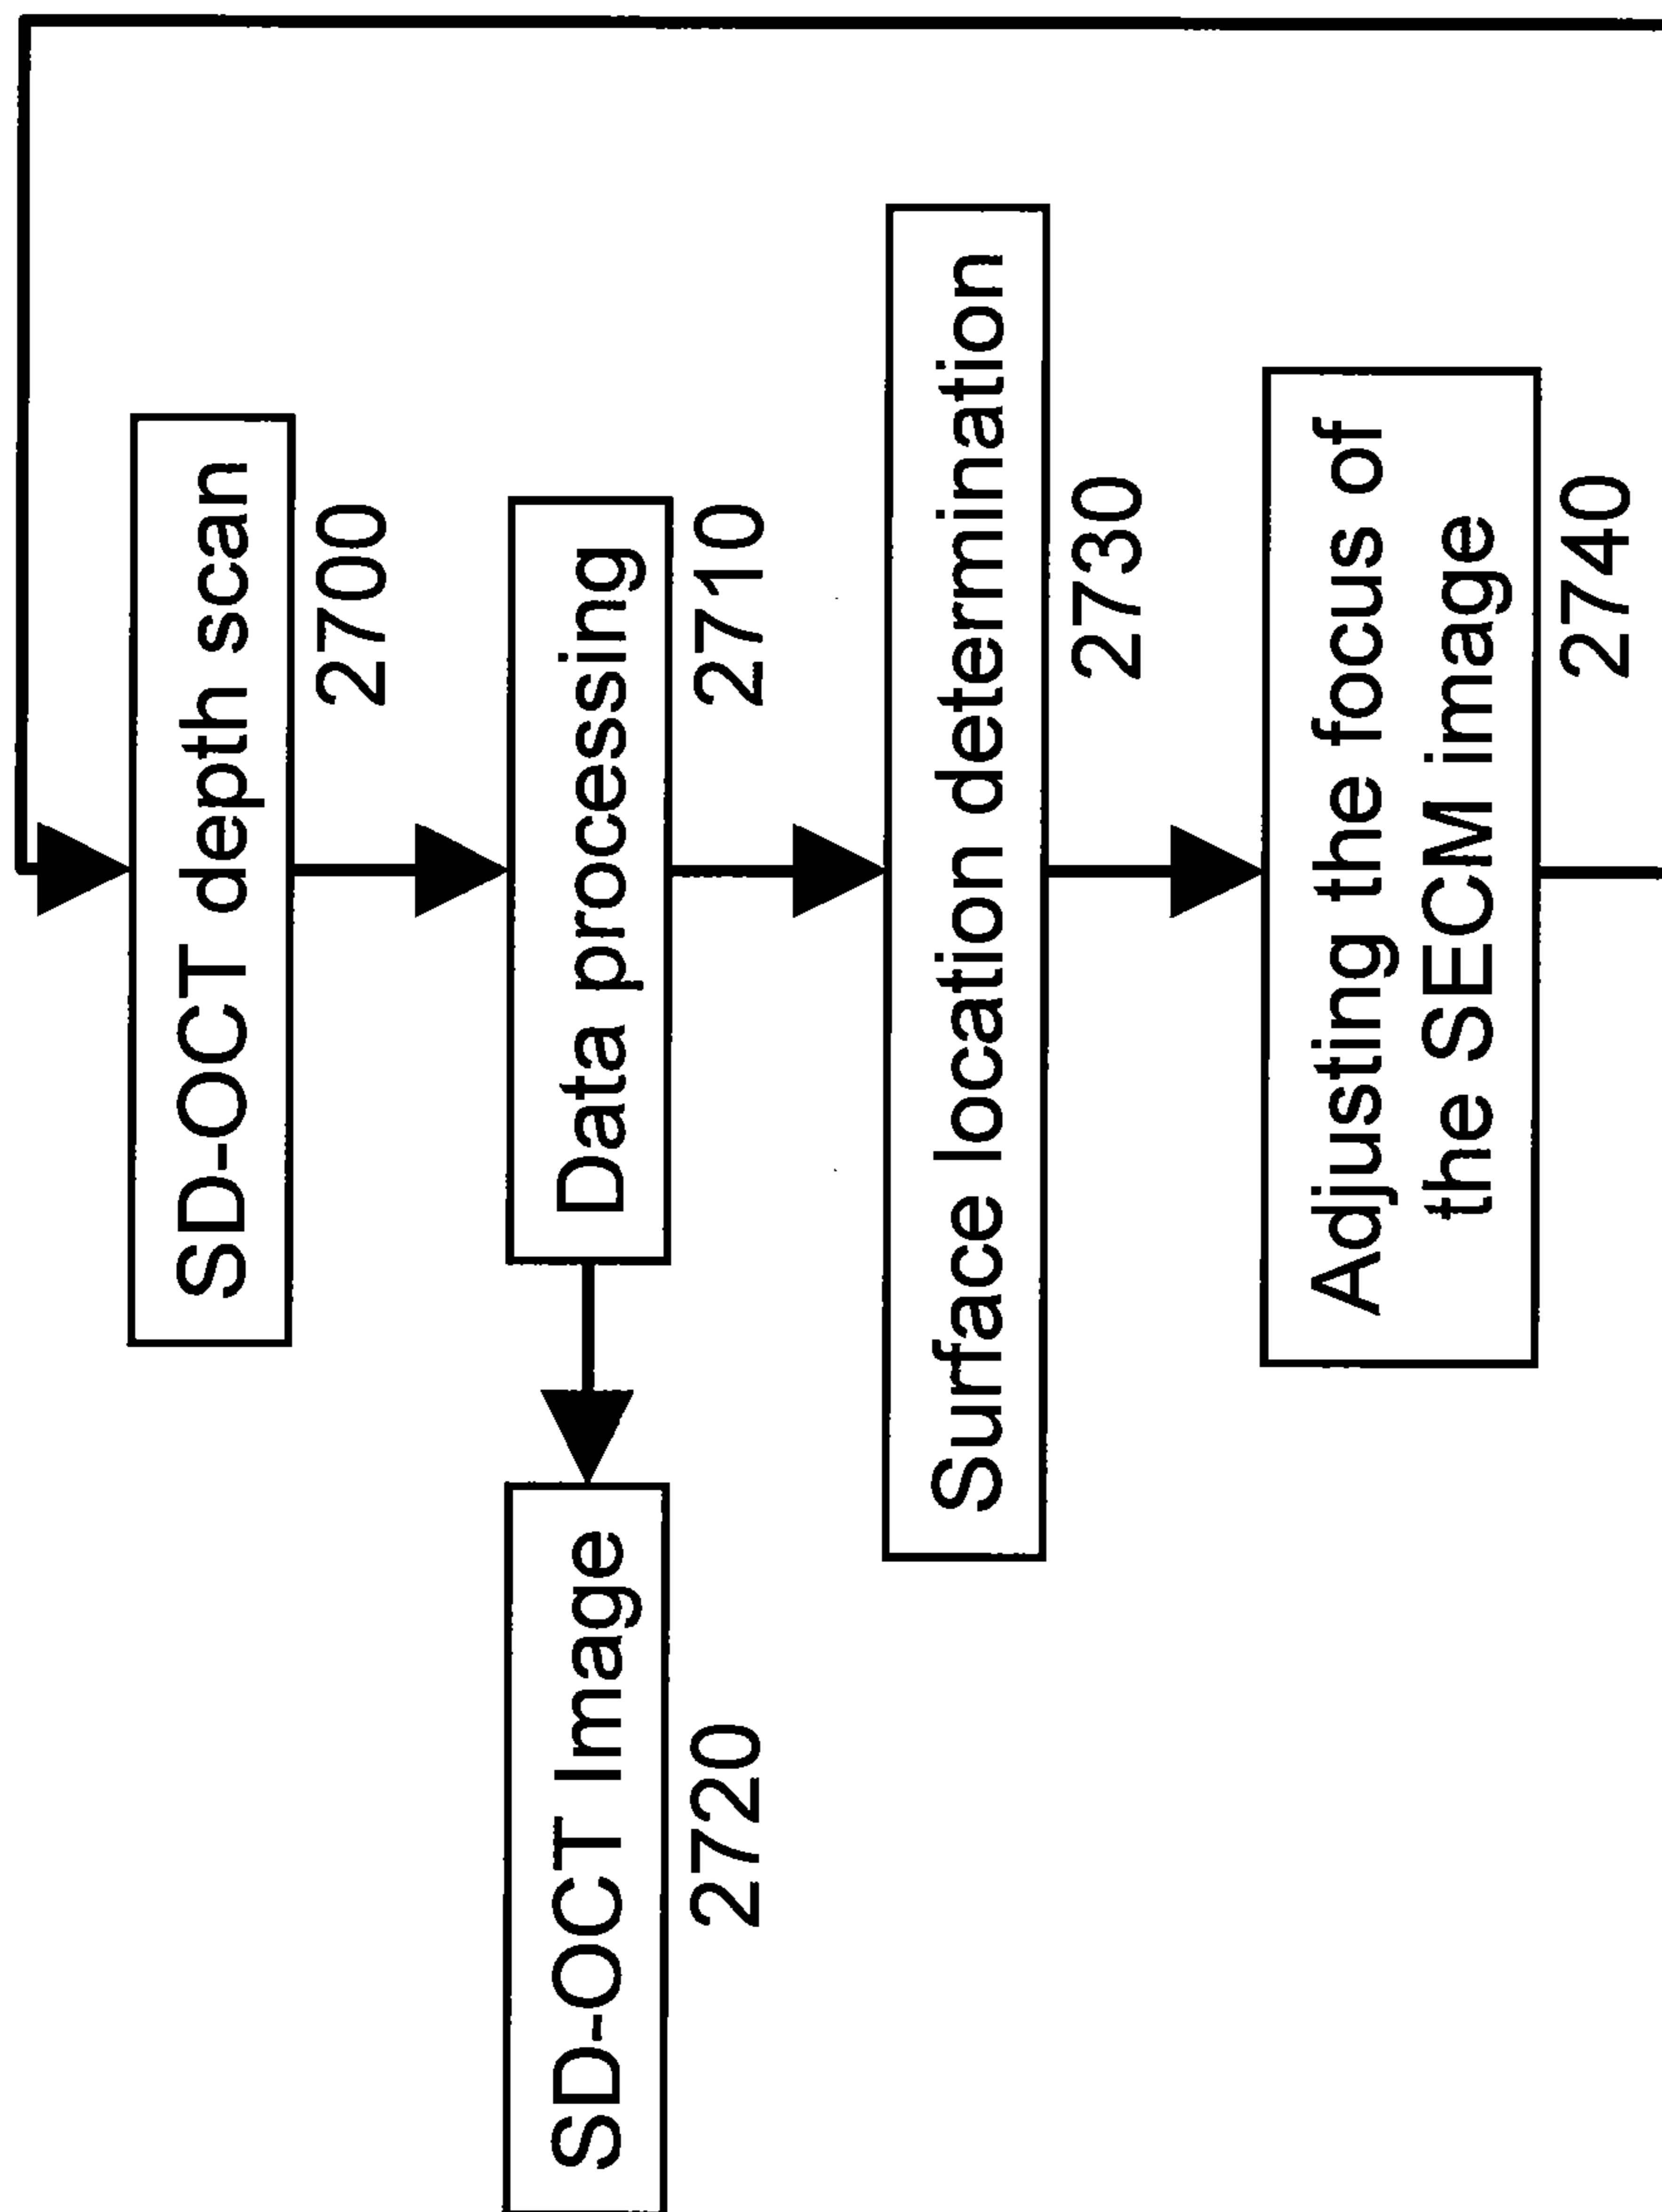 SD-OCT depth scan
2700
Data processing
2710
SD-OCT Image
2720
Surface location determination
2730
Adjusting the focus of
the SECM image
2740